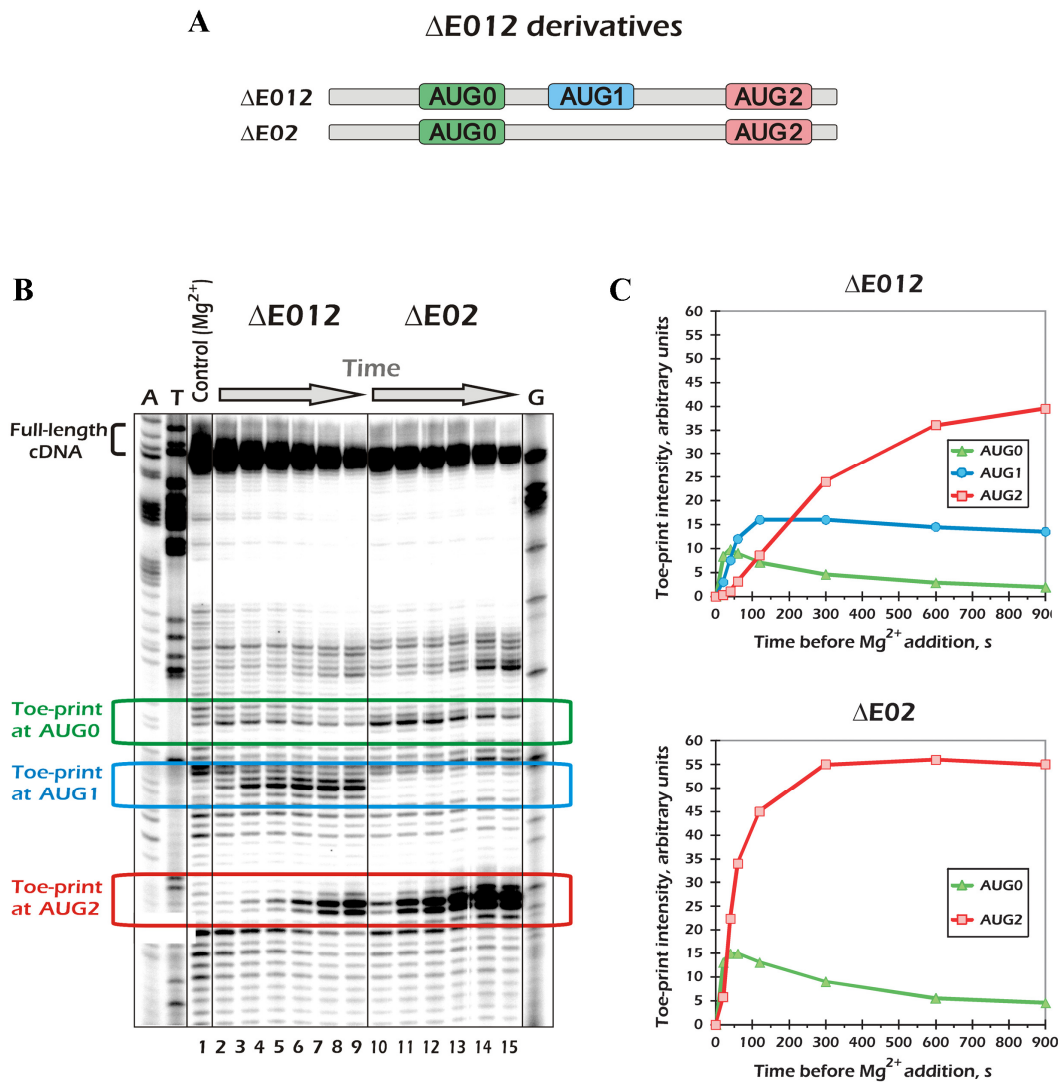 A
ΔE012 derivatives
ΔE012
AUG0
AUG1
AUG2
ΔE02
AUG0
AUG2
B
Control (Mg2+)
ΔE012
ΔE02
Time
A
T
G
Full-length
cDNA
Toe-print
at AUG0
Toe-print
at AUG1
Toe-print
at AUG2
1 2 3 4 5 6 7 8 9 10 11 12 13 14 15
C
ΔE012
Toe-print intensity, arbitrary units
60
55
50
45
40
35
30
25
20
15
10
5
0
AUG0
AUG1
AUG2
0 100 200 300 400 500 600 700 800 900
Time before Mg2+ addition, s
ΔE02
Toe-print intensity, arbitrary units
60
55
50
45
40
35
30
25
20
15
10
5
0
AUG0
AUG2
0 100 200 300 400 500 600 700 800 900
Time before Mg2+ addition, s